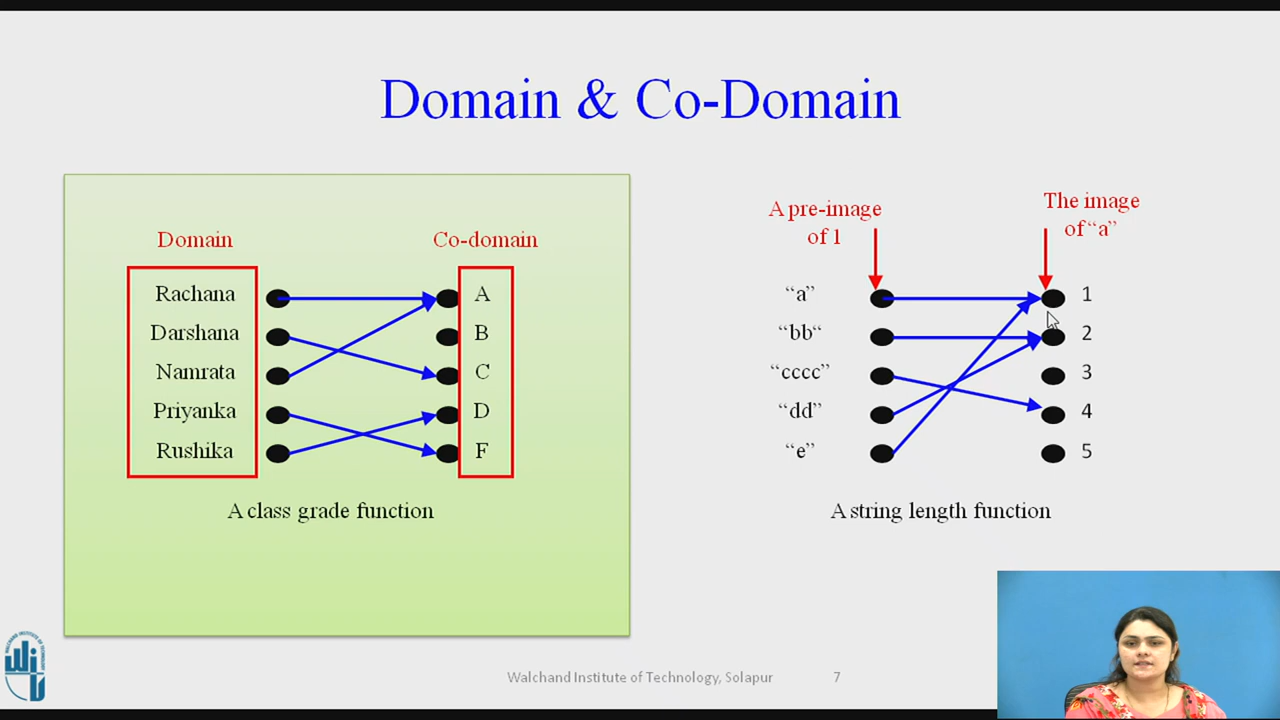 Domain & Co-Domain
Domain
Co-domain
Rachana
A
Darshana
B
Namrata
C
Priyanka
D
Rushika
F
A class grade function
A pre-image
of 1
The image
of “a”
“a”
1
“bb“
2
“cccc”
3
“dd”
4
“e”
5
A string length function
Walchand Institute of Technology, Solapur
7